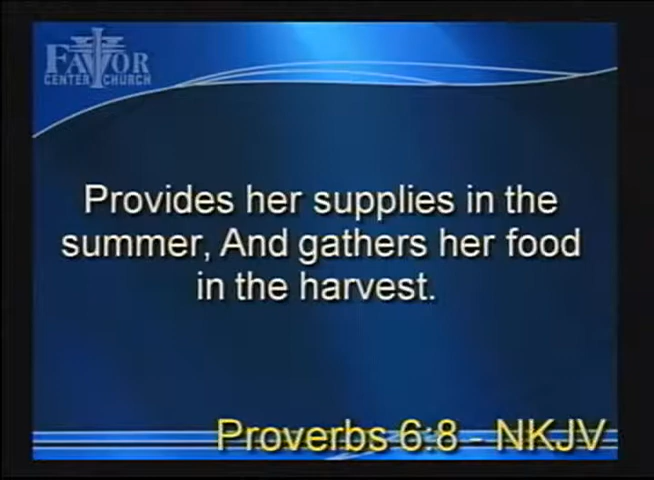 FAVOR
CENTER CHURCH
Provides her supplies in the
summer, And gathers her food
in the harvest.
Proverbs 6:8 - NKJV